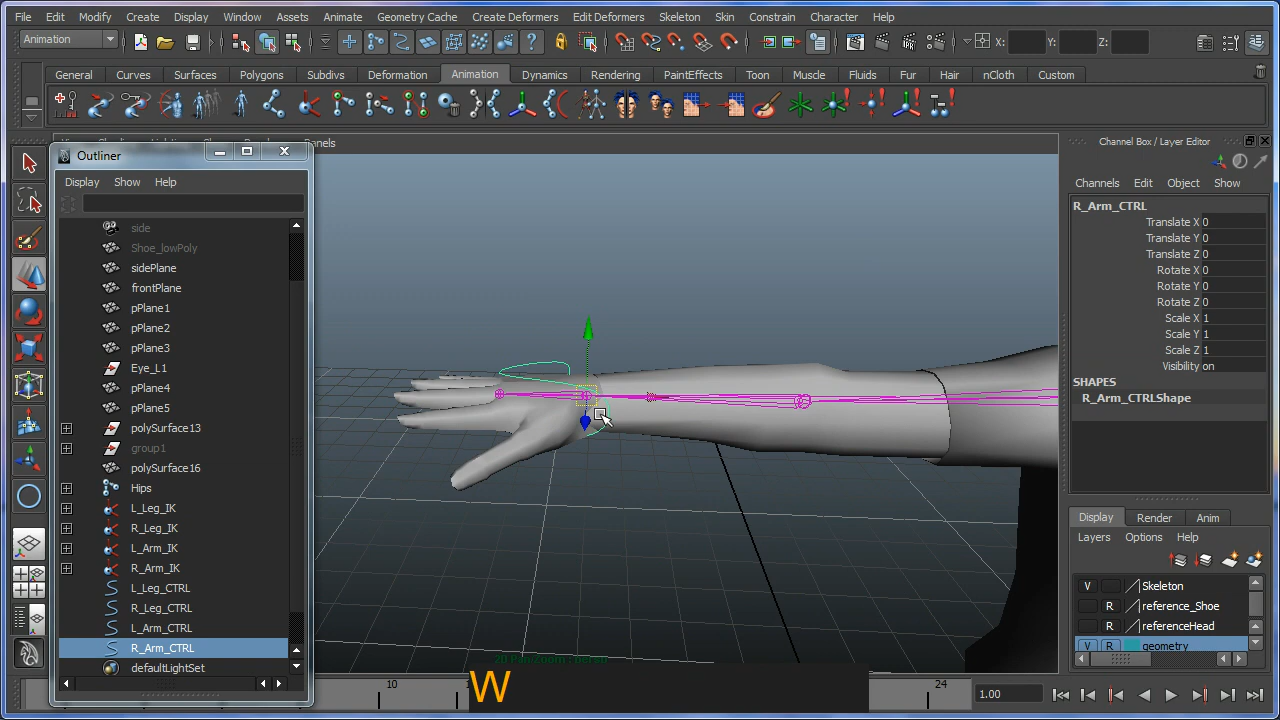 File Edit Modify Create Display Window Assets Animate Geometry Cache Create Deformers Edit Deformers Skeleton Skin Constrain Character Help
Animation X: Y: Z:
General Curves Surfaces Polygons Subdivs Deformation Animation Dynamics Rendering PaintEffects Toon Muscle Fluids Fur Hair nCloth Custom
Panels
Channel Box / Layer Editor
Outliner
Display Show Help
Channels Edit Object Show
side
Shoe_lowPoly
sidePlane
frontPlane
pPlane1
pPlane2
pPlane3
Eye_L1
pPlane4
pPlane5
polySurface13
group1
polySurface16
Hips
L_Leg_IK
R_Leg_IK
L_Arm_IK
R_Arm_IK
L_Leg_CTRL
R_Leg_CTRL
L_Arm_CTRL
R_Arm_CTRL
defaultLightSet
R_Arm_CTRL
Translate X 0
Translate Y 0
Translate Z 0
Rotate X 0
Rotate Y 0
Rotate Z 0
Scale X 1
Scale Y 1
Scale Z 1
Visibility on
SHAPES
R_Arm_CTRLShape
Display Render Anim
Layers Options Help
V Skeleton
R reference_Shoe
R referenceHead
V R geometry
2D Pan/Zoom : persp
W
10 24 1.00